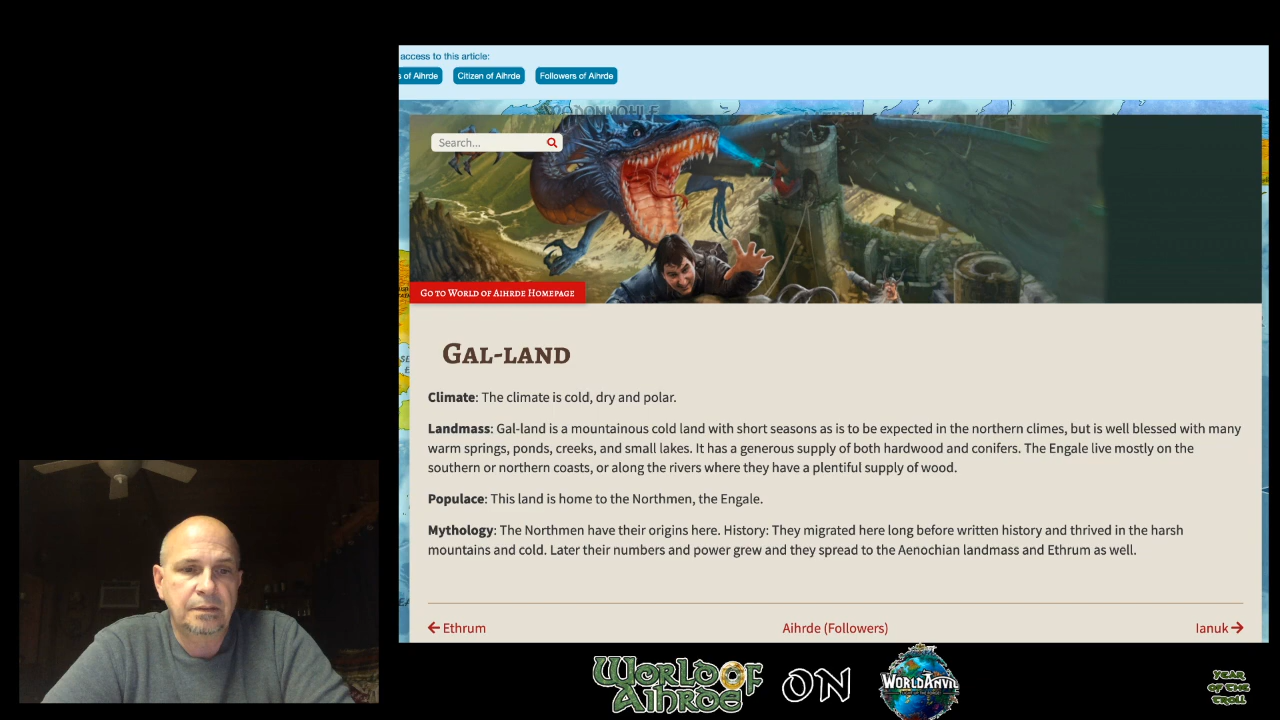 access to this article:
s of Aihrde Citizen of Aihrde Followers of Aihrde
Search...
Go to World of Aihrde Homepage
Gal-land
Climate: The climate is cold, dry and polar.
Landmass: Gal-land is a mountainous cold land with short seasons as is to be expected in the northern climes, but is well blessed with many
warm springs, ponds, creeks, and small lakes. It has a generous supply of both hardwood and conifers. The Engale live mostly on the
southern or northern coasts, or along the rivers where they have a plentiful supply of wood.
Populace: This land is home to the Northmen, the Engale.
Mythology: The Northmen have their origins here. History: They migrated here long before written history and thrived in the harsh
mountains and cold. Later their numbers and power grew and they spread to the Aenochian landmass and Ethrum as well.
Ethrum Aihrde (Followers) Ianuk
World of
Aihrde
ON
WorldAnvil
Year
of the
Troll